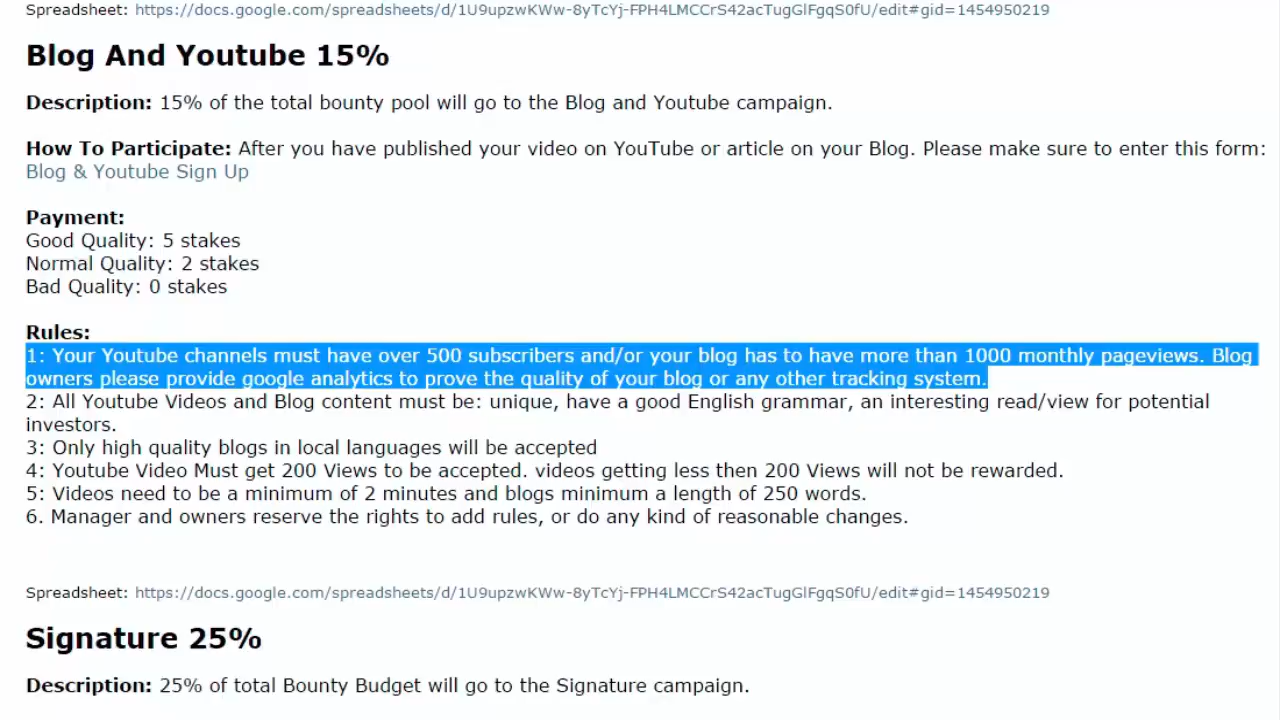 Spreadsheet: https://docs.google.com/spreadsheets/d/1U9upzwKWw-8yTcYj-FPH4LMCCrS42acTugGlFgqS0fU/edit#gid=1454950219
Blog And Youtube 15%
Description: 15% of the total bounty pool will go to the Blog and Youtube campaign.
How To Participate: After you have published your video on YouTube or article on your Blog. Please make sure to enter this form:
Blog & Youtube Sign Up
Payment:
Good Quality: 5 stakes
Normal Quality: 2 stakes
Bad Quality: 0 stakes
Rules:
1: Your Youtube channels must have over 500 subscribers and/or your blog has to have more than 1000 monthly pageviews. Blog
owners please provide google analytics to prove the quality of your blog or any other tracking system.
2: All Youtube Videos and Blog content must be: unique, have a good English grammar, an interesting read/view for potential
investors.
3: Only high quality blogs in local languages will be accepted
4: Youtube Video Must get 200 Views to be accepted. videos getting less then 200 Views will not be rewarded.
5: Videos need to be a minimum of 2 minutes and blogs minimum a length of 250 words.
6. Manager and owners reserve the rights to add rules, or do any kind of reasonable changes.
Spreadsheet: https://docs.google.com/spreadsheets/d/1U9upzwKWw-8yTcYj-FPH4LMCCrS42acTugGlFgqS0fU/edit#gid=1454950219
Signature 25%
Description: 25% of total Bounty Budget will go to the Signature campaign.